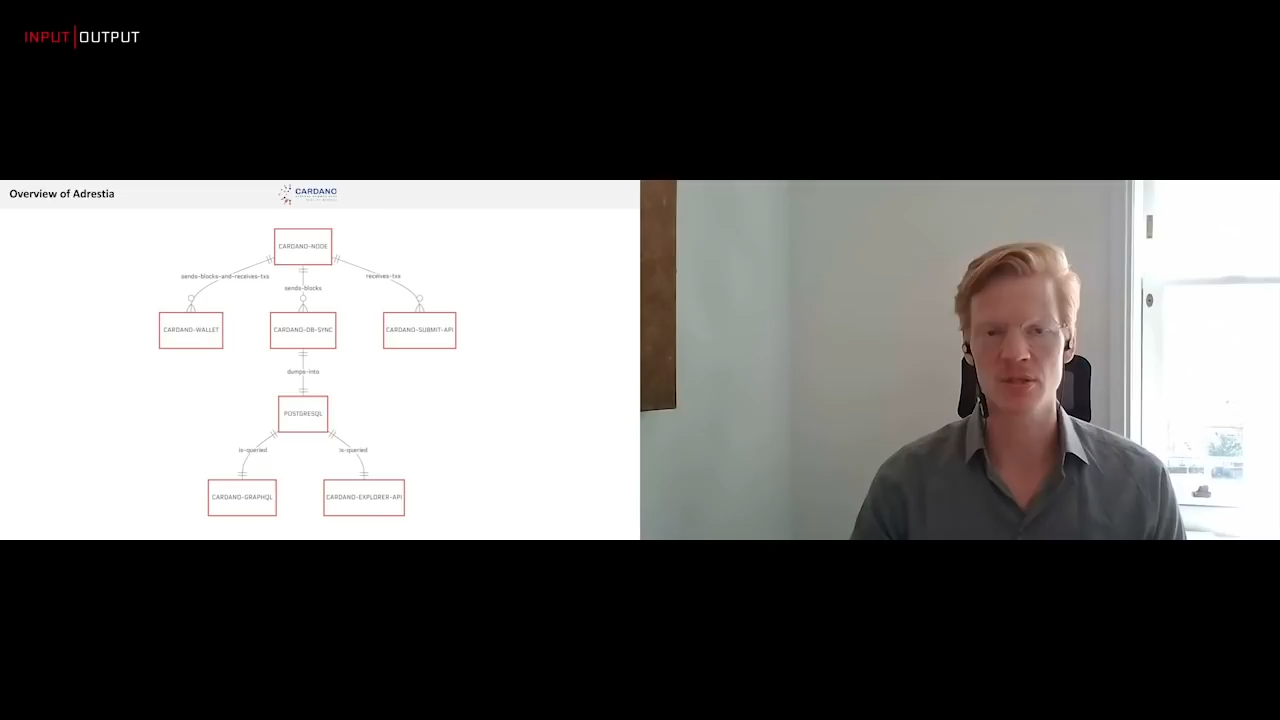 INPUT|OUTPUT
Overview of Adrestia
CARDANO
CARDANO-NODE
sends-blocks-and-receives-txs
receives-txs
sends-blocks
CARDANO-WALLET
CARDANO-DB-SYNC
CARDANO-SUBMIT-API
dumps-into
POSTGRESQL
is-queried
is-queried
CARDANO-GRAPHQL
CARDANO-EXPLORER-API